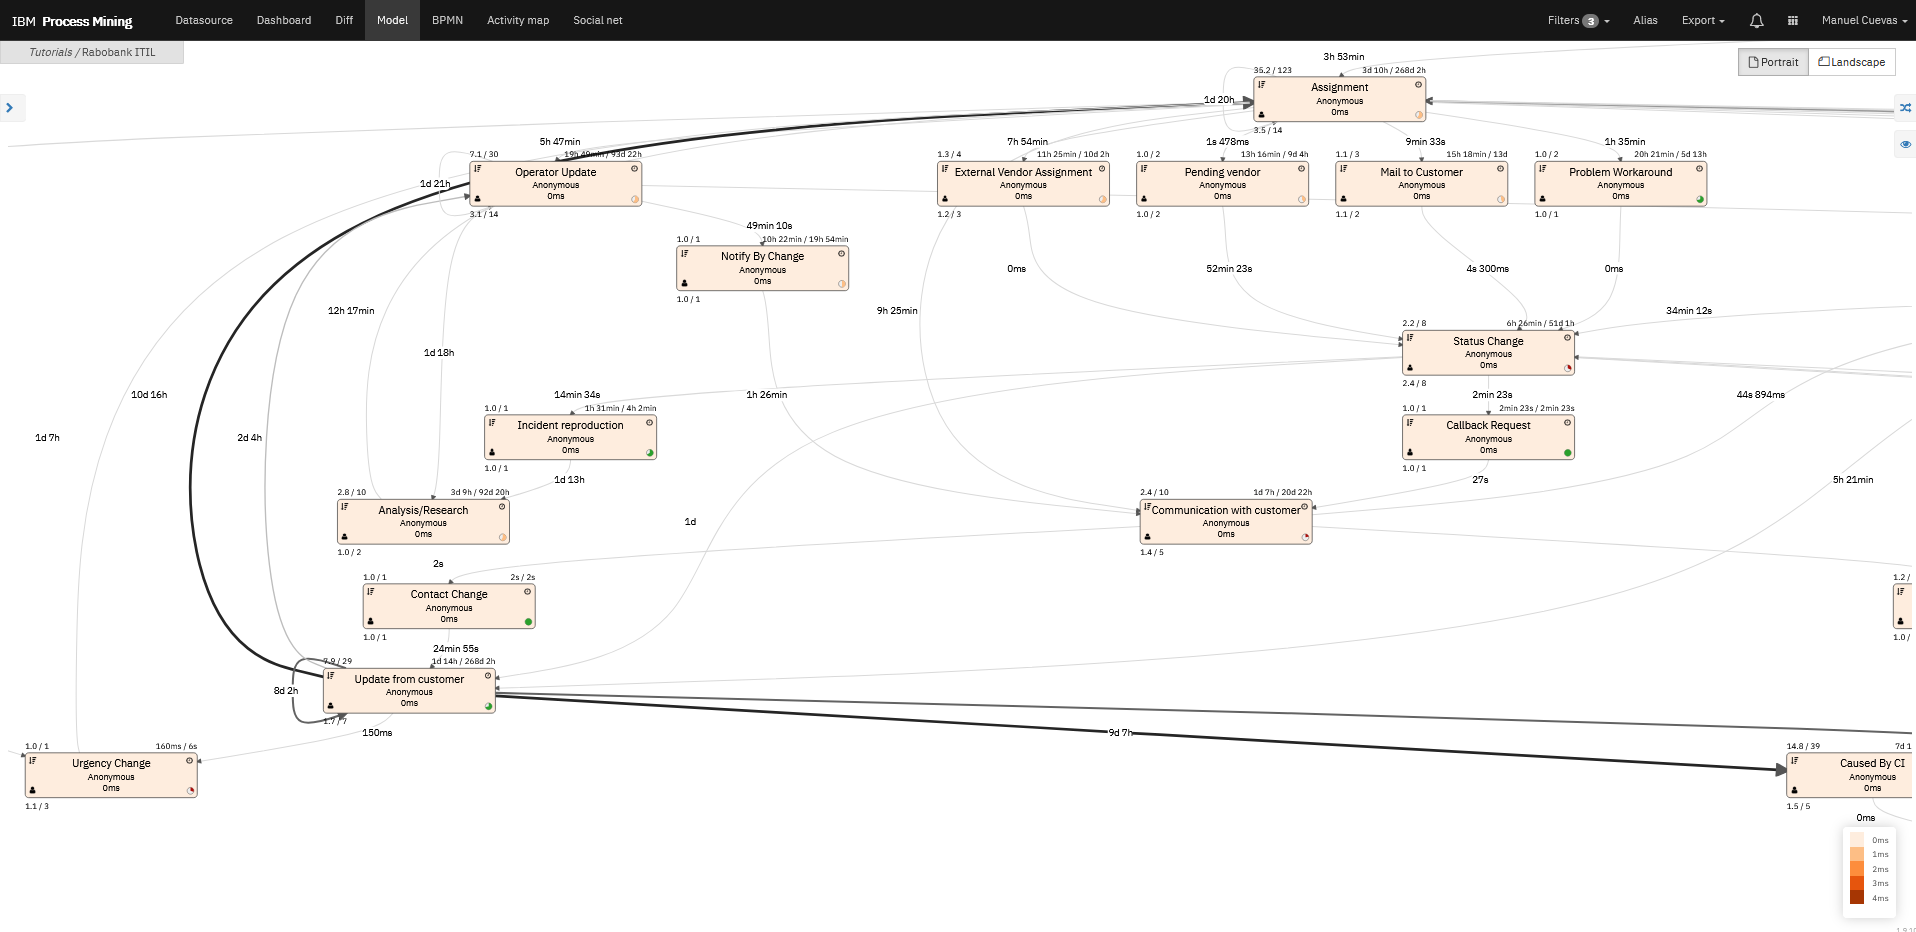 IBM Process Mining
Datasource Dashboard Diff Model BPMN Activity map Social net
Filters 3 Alias Export Manuel Cuevas
Tutorials / Rabobank ITIL
Portrait Landscape
3h 53min
35.2 / 123 3d 10h / 268d 2h
Assignment
Anonymous
0ms
1d 20h
3.5 / 14
5h 47min 7h 54min 1s 478ms 9min 33s 1h 35min
7.1 / 30 19h 49min / 93d 22h
Operator Update
Anonymous
0ms
1d 21h
3.1 / 14
1.3 / 4 11h 25min / 10d 2h
External Vendor Assignment
Anonymous
0ms
1.2 / 3
1.0 / 2 13h 16min / 9d 4h
Pending vendor
Anonymous
0ms
1.0 / 2
1.1 / 3 15h 18min / 13d
Mail to Customer
Anonymous
0ms
1.1 / 2
1.0 / 2 20h 21min / 5d 13h
Problem Workaround
Anonymous
0ms
1.0 / 1
49min 10s
1.0 / 1 10h 22min / 19h 54min
Notify By Change
Anonymous
0ms
1.0 / 1
0ms 52min 23s 4s 300ms 0ms
12h 17min 9h 25min 34min 12s
2.2 / 8 6h 26min / 51d 1h
Status Change
Anonymous
0ms
2.4 / 8
1d 18h
10d 16h 14min 34s 1h 26min 2min 23s 44s 894ms
1.0 / 1 1h 31min / 4h 2min
Incident reproduction
Anonymous
0ms
1.0 / 1
1.0 / 1 2min 23s / 2min 23s
Callback Request
Anonymous
0ms
1.0 / 1
1d 7h 2d 4h
1d 13h 27s 5h 21min
2.8 / 10 3d 9h / 92d 20h
Analysis/Research
Anonymous
0ms
1.0 / 2
2.4 / 10 1d 7h / 20d 22h
Communication with customer
Anonymous
0ms
1.4 / 5
1d
2s
1.0 / 1 2s / 2s
Contact Change
Anonymous
0ms
1.0 / 1
1.2 /
1.0 /
24min 55s
7.9 / 29 1d 14h / 268d 2h
Update from customer
Anonymous
0ms
8d 2h
1.7 / 7
150ms 9d 7h
1.0 / 1 160ms / 6s
Urgency Change
Anonymous
0ms
1.1 / 3
14.8 / 39 7d 1
Caused By CI
Anonymous
0ms
1.5 / 5
0ms
0ms
1ms
2ms
3ms
4ms